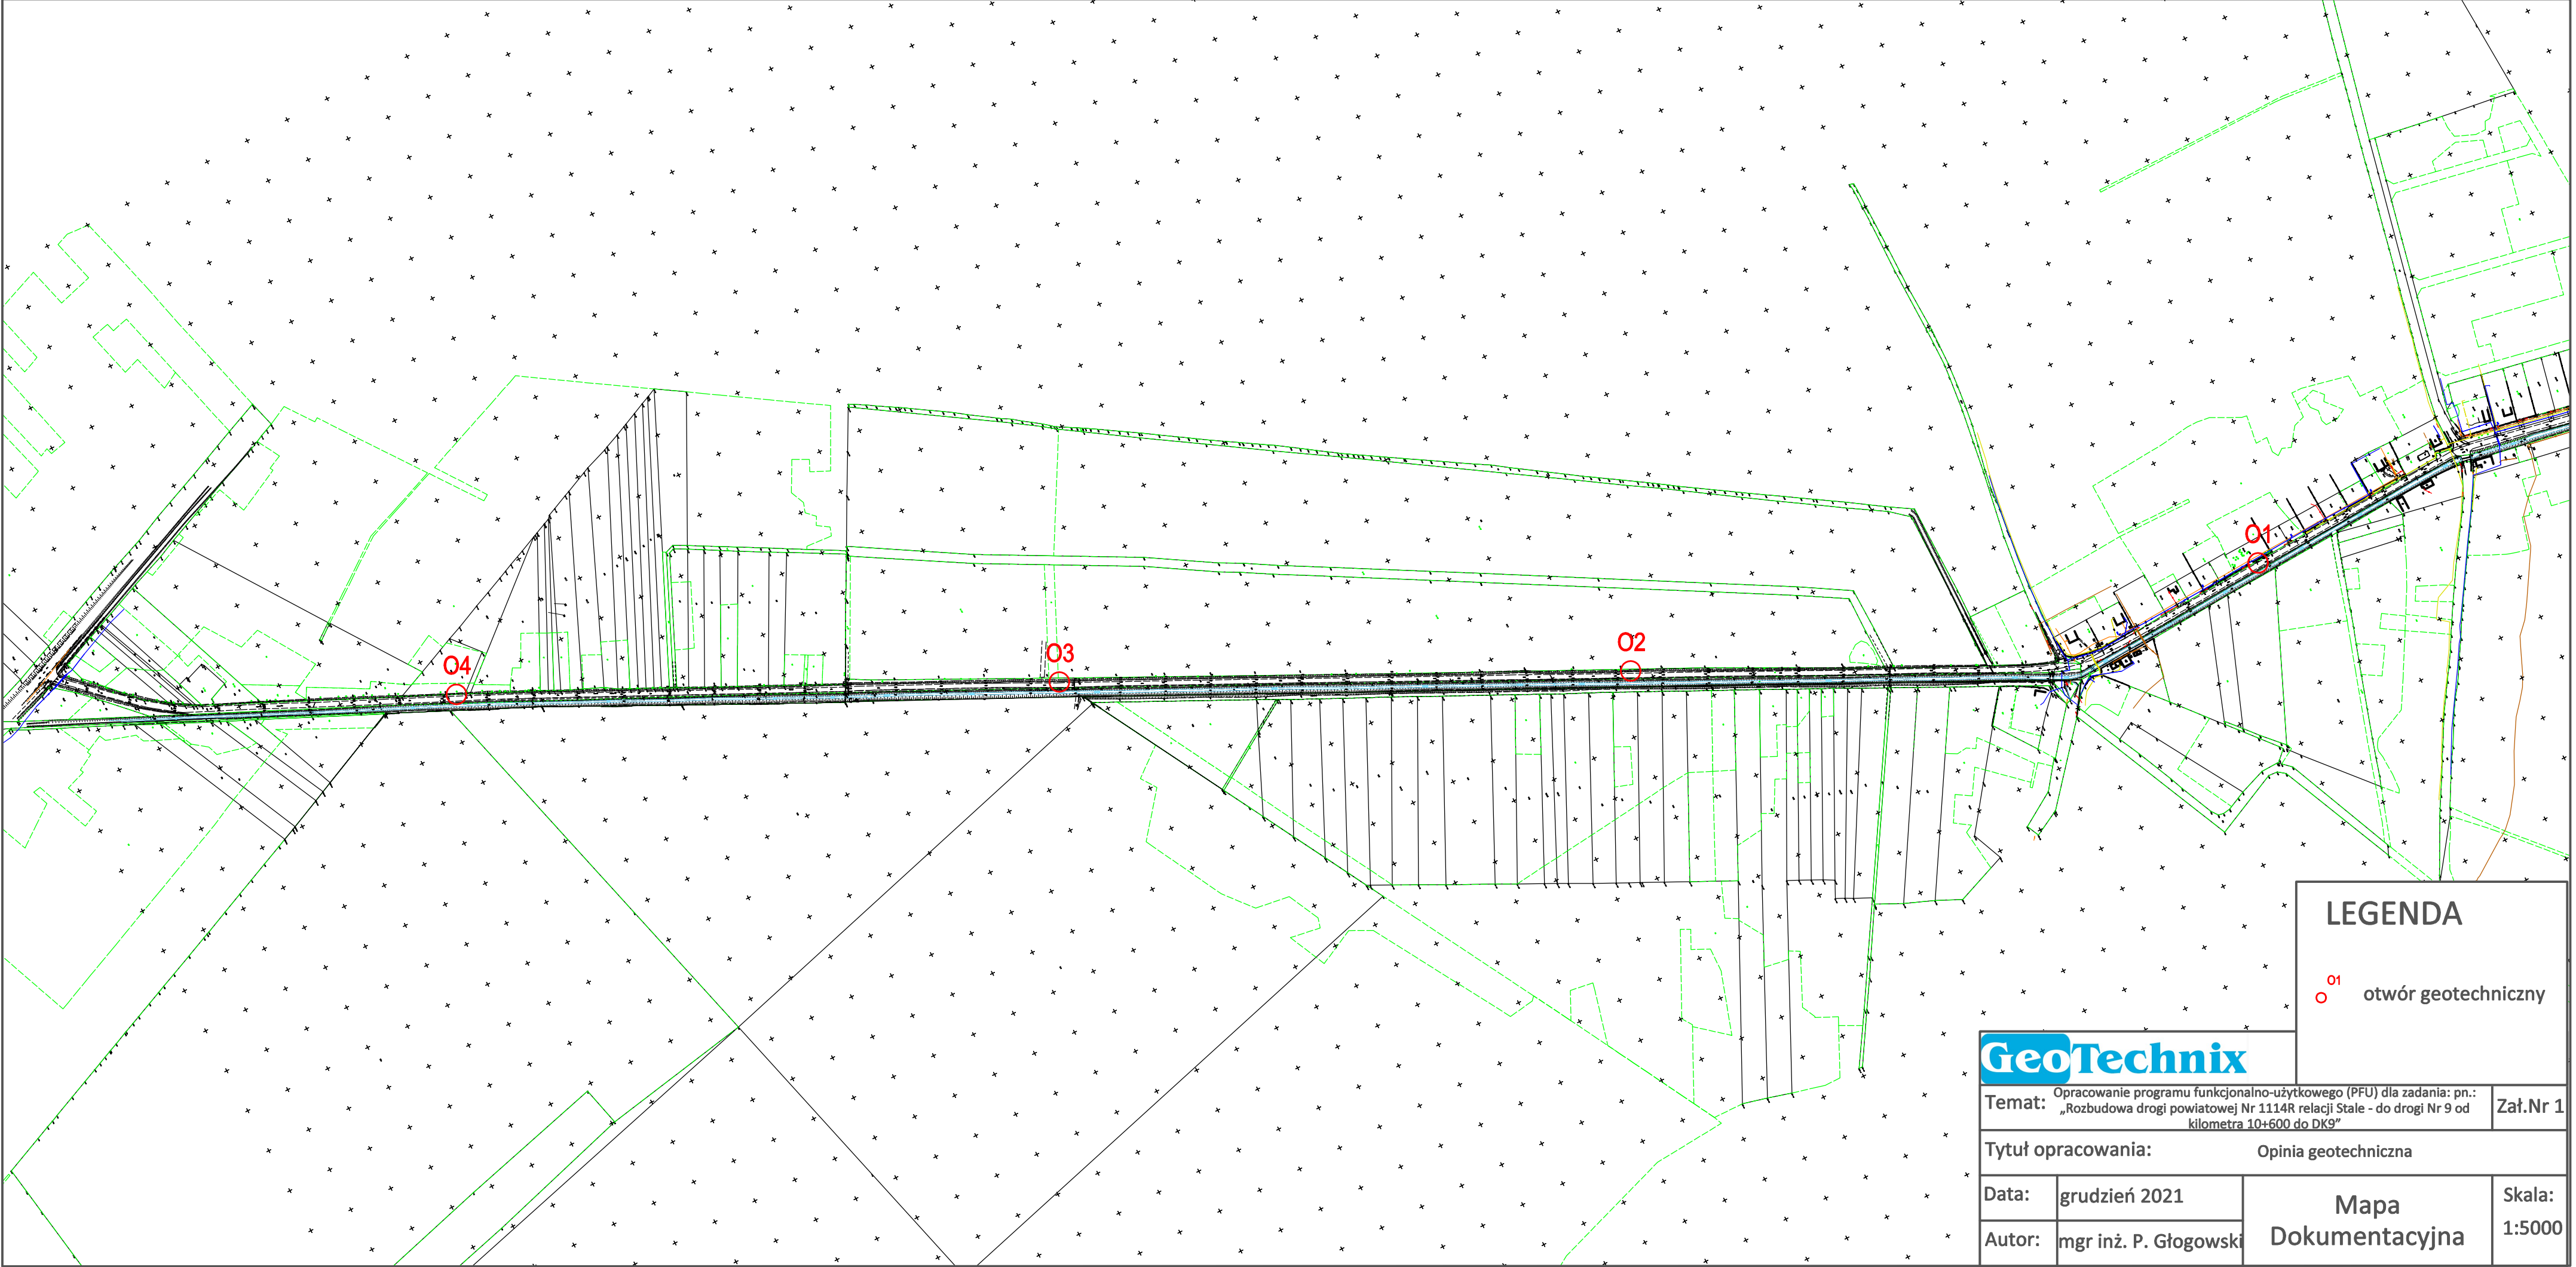 O1
O2
O3
O4
LEGENDA
O1
otwór geotechniczny
GeoTechnix
Temat:
Opracowanie programu funkcjonalno-użytkowego (PFU) dla zadania: pn.:
„Rozbudowa drogi powiatowej Nr 1114R relacji Stale - do drogi Nr 9 od
kilometra 10+600 do DK9”
Zał.Nr 1
Tytuł opracowania:
Opinia geotechniczna
Data:
grudzień 2021
Autor:
mgr inż. P. Głogowski
Mapa
Dokumentacyjna
Skala:
1:5000